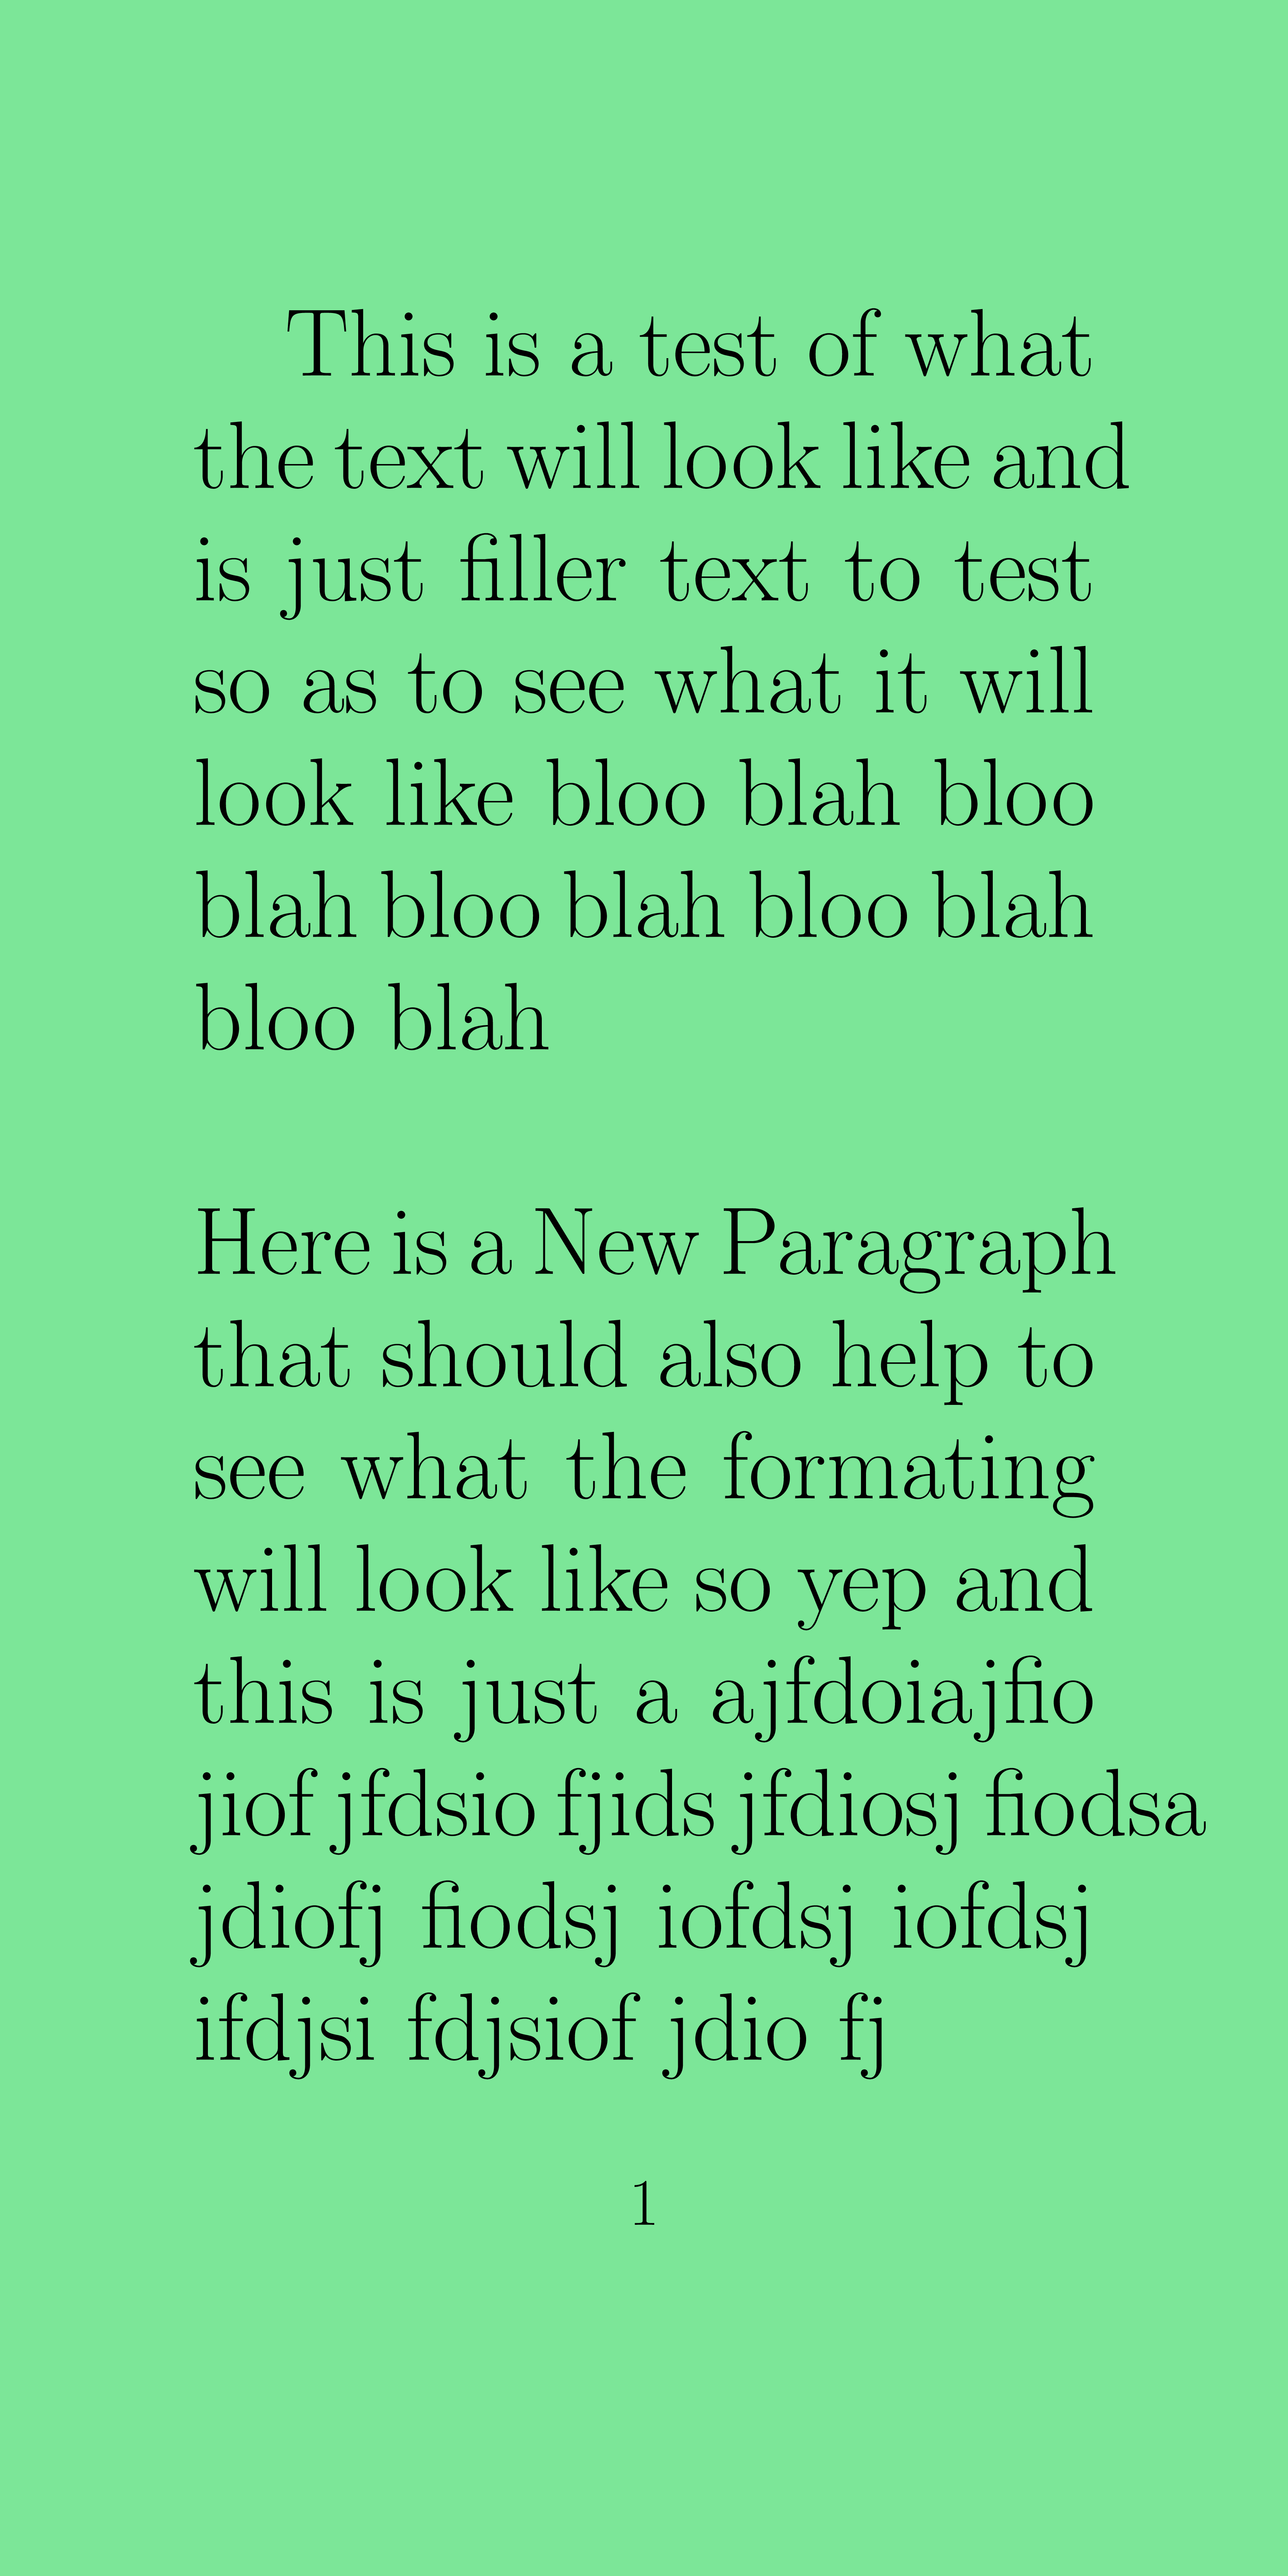 This is a test of what
the text will look like and
is just filler text to test
so as to see what it will
look like bloo blah bloo
blah bloo blah bloo blah
bloo blah
Here is a New Paragraph
that should also help to
see what the formating
will look like so yep and
this is just a ajfdoiajfio
jiof jfdsio fjids jfdiosj fiodsa
jdiofj fiodsj iofdsj iofdsj
ifdjsi fdjsiof jdio fj
1